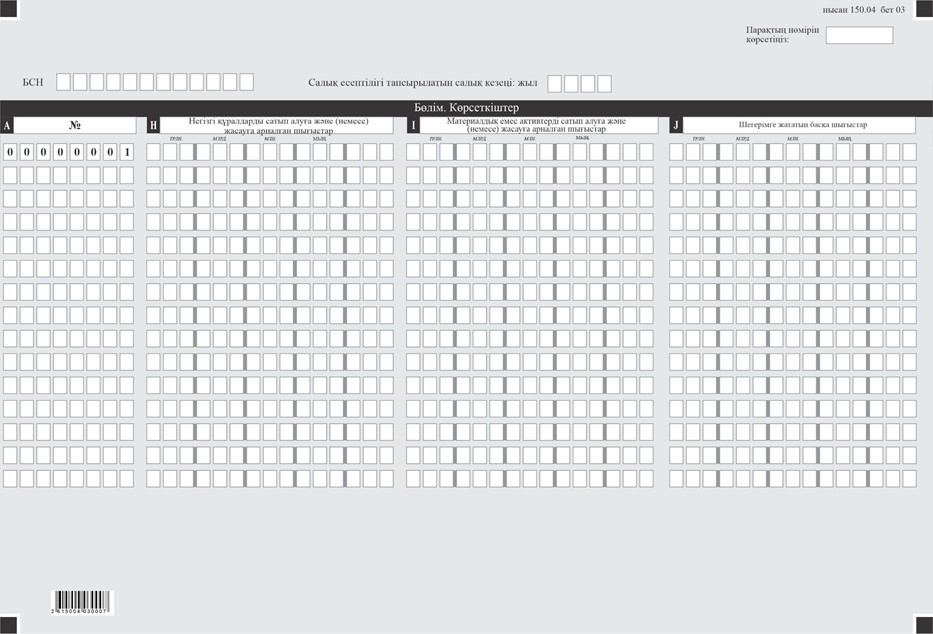 нысан 150.04 бет 03
Парақтың нөмірін
көрсетіңіз:
БСН
Салық есептілігі тапсырылатын салық кезеңі: жыл
Бөлім. Көрсеткіштер
A
№
H
Негізгі құралдарды сатып алуға және (немесе)
жасауға арналған шығыстар
I
Материалдық емес активтерді сатып алуға және
(немесе) жасауға арналған шығыстар
J
Шегерімге жататын басқа шығыстар
трлн. млрд млн. мың.
трлн. млрд млн. мың.
трлн. млрд млн. мың.
0 0 0 0 0 0 0 1
2 615004 030007